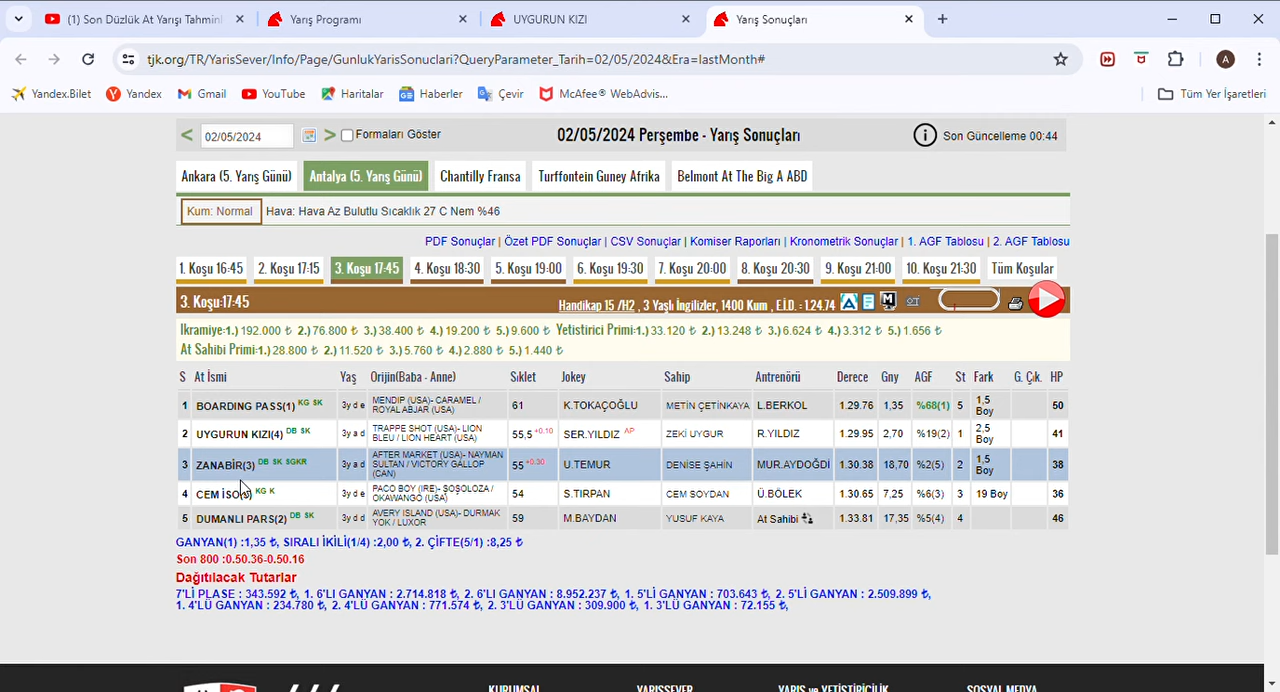 (1) Son Düzlük At Yarışı Tahminl
Yarış Programı
UYGURUN KIZI
Yarış Sonuçları
tjk.org/TR/YarisSever/Info/Page/GunlukYarisSonuclari?QueryParameter_Tarih=02/05/2024&Era=lastMonth#
A
Yandex.Bilet
Yandex
Gmail
YouTube
Haritalar
Haberler
Çevir
McAfee® WebAdvis...
Tüm Yer İşaretleri
02/05/2024
Formaları Göster
02/05/2024 Perşembe - Yarış Sonuçları
Son Güncelleme 00:44
Ankara (5. Yarış Günü) Antalya (5. Yarış Günü) Chantilly Fransa Turffontein Guney Afrika Belmont At The Big A ABD
Kum: Normal Hava: Hava Az Bulutlu Sıcaklık 27 C Nem %46
PDF Sonuçlar | Özet PDF Sonuçlar | CSV Sonuçlar | Komiser Raporları | Kronometrik Sonuçlar | 1. AGF Tablosu | 2. AGF Tablosu
1. Koşu 16:45 2. Koşu 17:15 3. Koşu 17:45 4. Koşu 18:30 5. Koşu 19:00 6. Koşu 19:30 7. Koşu 20:00 8. Koşu 20:30 9. Koşu 21:00 10. Koşu 21:30 Tüm Koşular
3. Koşu:17:45 Handikap 15 /H2 , 3 Yaşlı İngilizler, 1400 Kum , E.İ.D. : 1.24.74
İkramiye:1.) 192.000 ₺ 2.) 76.800 ₺ 3.) 38.400 ₺ 4.) 19.200 ₺ 5.) 9.600 ₺ Yetistirici Primi:1.) 33.120 ₺ 2.) 13.248 ₺ 3.) 6.624 ₺ 4.) 3.312 ₺ 5.) 1.656 ₺
At Sahibi Primi:1.) 28.800 ₺ 2.) 11.520 ₺ 3.) 5.760 ₺ 4.) 2.880 ₺ 5.) 1.440 ₺
S At İsmi Yaş Orijin(Baba - Anne) Sıklet Jokey Sahip Antrenörü Derece Gny AGF St Fark G. Çık. HP
1 BOARDING PASS(1) KG SK 3y d e MENDIP (USA)- CARAMEL / ROYAL ABJAR (USA) 61 K.TOKAÇOĞLU METİN ÇETİNKAYA L.BERKOL 1.29.76 1,35 %68(1) 5 1,5 Boy 50
2 UYGURUN KIZI(4) DB SK 3y a d TRAPPE SHOT (USA)- LION BLEU / LION HEART (USA) 55,5 +0.10 SER.YILDIZ AP ZEKİ UYGUR R.YILDIZ 1.29.95 2,70 %19(2) 1 2,5 Boy 41
3 ZANABİR(3) DB SK SGKR 3y a d AFTER MARKET (USA)- NAYMAN SULTAN / VICTORY GALLOP (CAN) 55 +0.30 U.TEMUR DENİSE ŞAHİN MUR.AYDOĞDI 1.30.38 18,70 %2(5) 2 1,5 Boy 38
4 CEM İSO KG K 3y d e PACO BOY (IRE)- SOŞOLOZA / OKAWANGO (USA) 54 S.TIRPAN CEM SOYDAN Ü.BÖLEK 1.30.65 7,25 %6(3) 3 19 Boy 36
5 DUMANLI PARS(2) DB SK 3y d d AVERY ISLAND (USA)- DURMAK YOK / LUXOR 59 M.BAYDAN YUSUF KAYA At Sahibi 1.33.81 17,35 %5(4) 4 46
GANYAN(1) :1,35 ₺, SIRALI İKİLİ(1/4) :2,00 ₺, 2. ÇİFTE(5/1) :8,25 ₺
Son 800 :0.50.36-0.50.16
Dağıtılacak Tutarlar
7'Lİ PLASE : 343.592 ₺, 1. 6'LI GANYAN : 2.714.818 ₺, 2. 6'LI GANYAN : 8.952.237 ₺, 1. 5'Lİ GANYAN : 703.643 ₺, 2. 5'Lİ GANYAN : 2.509.899 ₺,
1. 4'LÜ GANYAN : 234.780 ₺, 2. 4'LÜ GANYAN : 771.574 ₺, 2. 3'LÜ GANYAN : 309.900 ₺, 1. 3'LÜ GANYAN : 72.155 ₺,
KURUMSAL YARIŞSEVER YARIŞ ve YETİŞTİRİCİLİK SOSYAL MEDYA